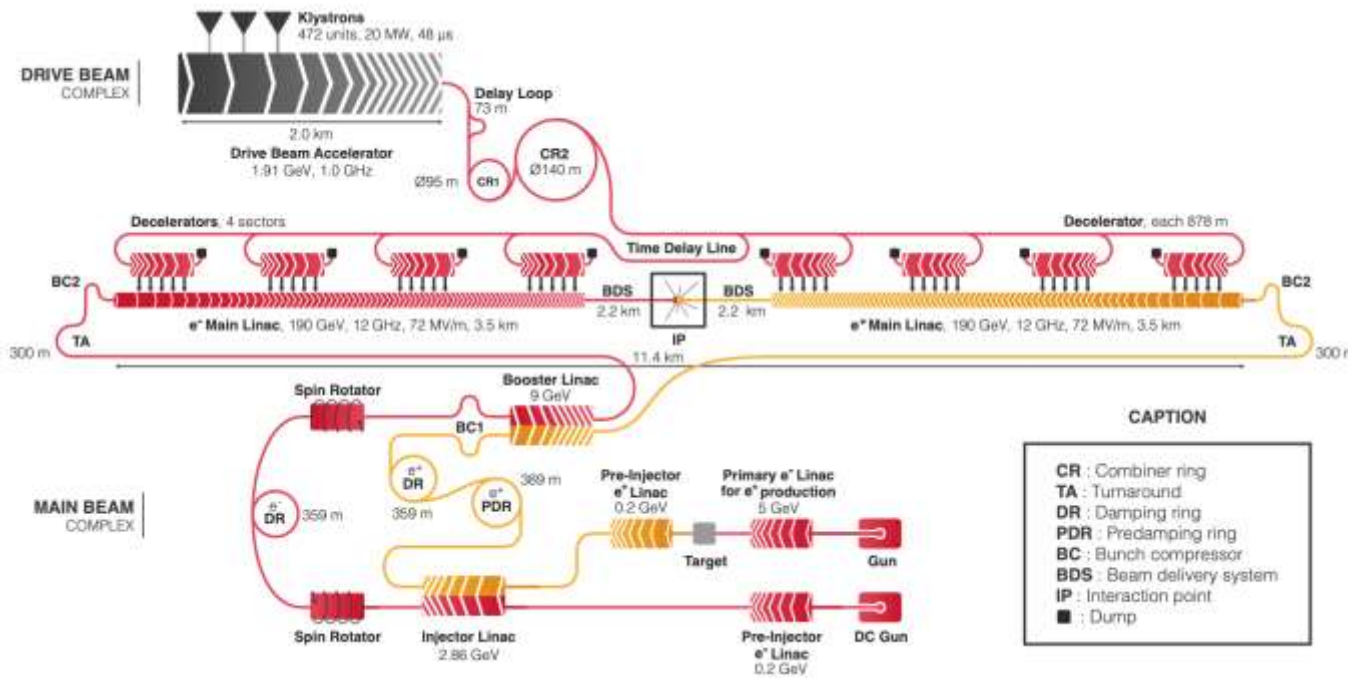 Klystrons
472 units, 20 MW, 48 µs
DRIVE BEAM
COMPLEX
Delay Loop
73 m
2.0 km
Drive Beam Accelerator
1.91 GeV, 1.0 GHz
CR2
Ø140 m
Ø95 m
CR1
Decelerators, 4 sectors
Decelerator, each 878 m
Time Delay Line
BC2
BDS
2.2 km
BDS
2.2 km
BC2
e⁻ Main Linac, 190 GeV, 12 GHz, 72 MV/m, 3.5 km
IP
e⁺ Main Linac, 190 GeV, 12 GHz, 72 MV/m, 3.5 km
TA
300 m
11.4 km
TA
300 m
Spin Rotator
Booster Linac
9 GeV
BC1
CAPTION
CR : Combiner ring
TA : Turnaround
DR : Damping ring
PDR : Predamping ring
BC : Bunch compressor
BDS : Beam delivery system
IP : Interaction point
: Dump
MAIN BEAM
COMPLEX
e⁻
DR
359 m
e⁺
DR
359 m
e⁺
PDR
389 m
Pre-Injector
e⁺ Linac
0.2 GeV
Primary e⁻ Linac
for e⁺ production
5 GeV
Target
Gun
Spin Rotator
Injector Linac
2.86 GeV
Pre-Injector
e⁻ Linac
0.2 GeV
DC Gun